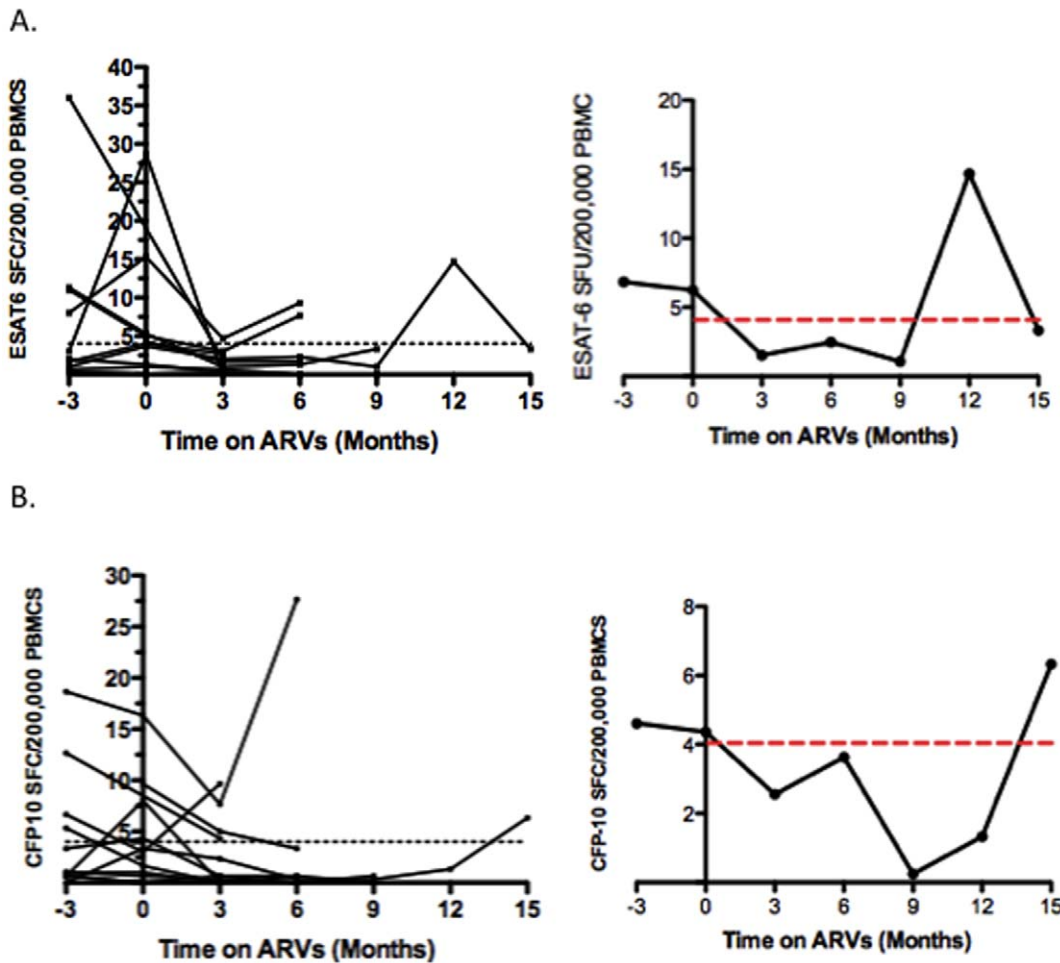 A.
ESAT6 SFC/200,000 PBMCS
40
35
30
25
20
15
10
5
-3 0 3 6 9 12 15
Time on ARVs (Months)
ESAT-6 SFU/200,000 PBMC
20
15
10
5
-3 0 3 6 9 12 15
Time on ARVs (Months)
B.
CFP10 SFC/200,000 PBMCS
30
25
20
15
10
5
-3 0 3 6 9 12 15
Time on ARVs (Months)
CFP-10 SFC/200,000 PBMCS
8
6
4
2
-3 0 3 6 9 12 15
Time on ARVs (Months)